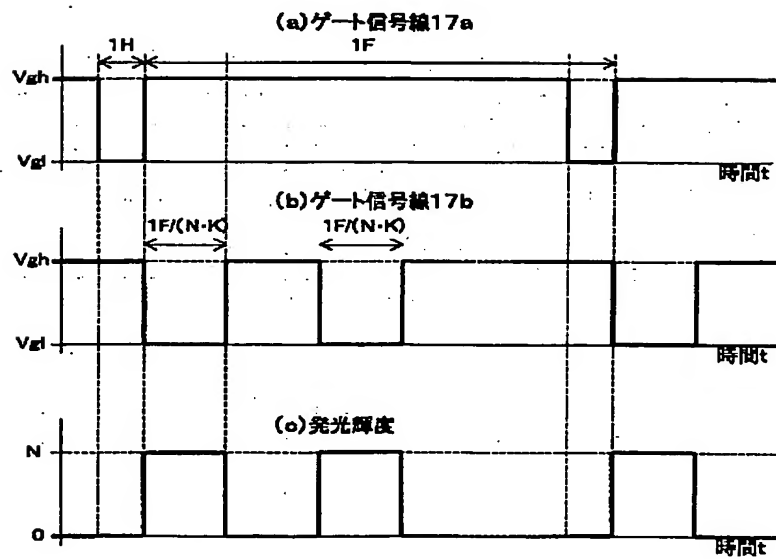 (a)ゲート信号線17a
1H
1F
Vgh
Vgl
時間t
(b)ゲート信号線17b
1F/(N・K)
1F/(N・K)
Vgh
Vgl
時間t
(c)発光輝度
N
0
時間t